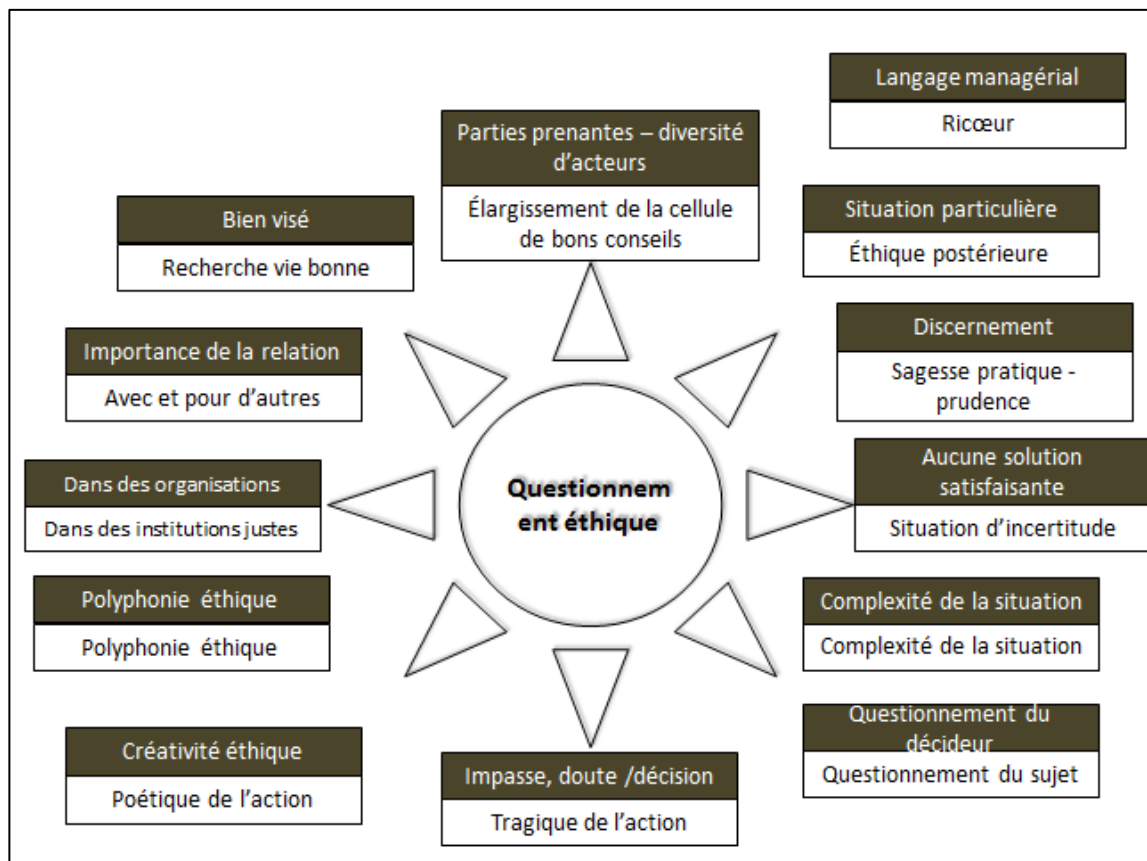 Langage managérial
Ricœur
Parties prenantes – diversité
d'acteurs
Élargissement de la cellule
de bons conseils
Bien visé
Recherche vie bonne
Situation particulière
Éthique postérieure
Importance de la relation
Avec et pour d'autres
Discernement
Sagesse pratique -
prudence
Dans des organisations
Dans des institutions justes
Questionnem
ent éthique
Aucune solution
satisfaisante
Situation d'incertitude
Polyphonie éthique
Polyphonie éthique
Complexité de la situation
Complexité de la situation
Créativité éthique
Poétique de l'action
Impasse, doute /décision
Tragique de l'action
Questionnement du
décideur
Questionnement du sujet